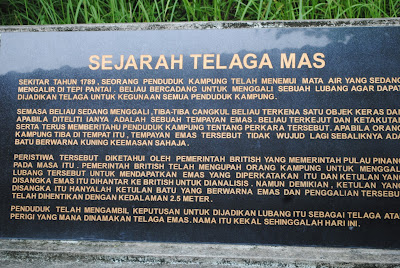 SEJARAH TELAGA MAS
SEKITAR TAHUN 1789, SEORANG PENDUDUK KAMPUNG TELAH MENEMUI MATA AIR YANG SEDANG
MENGALIR DI TEPI PANTAI. BELIAU BERCADANG UNTUK MENGGALI SEBUAH LUBANG AGAR DAPAT
DIJADIKAN TELAGA UNTUK KEGUNAAN SEMUA PENDUDUK KAMPUNG.
SEMASA BELIAU SEDANG MENGGALI, TIBA-TIBA CANGKUL BELIAU TERKENA SATU OBJEK KERAS DAN
APABILA DITELITI IANYA ADALAH SEBUAH TEMPAYAN EMAS. BELIAU TERKEJUT DAN KETAKUTAN
SERTA TERUS MEMBERITAHU PENDUDUK KAMPUNG TENTANG PERKARA TERSEBUT. APABILA ORANG
KAMPUNG TIBA DI TEMPAT ITU, TEMPAYAN EMAS TERSEBUT TIDAK WUJUD LAGI SEBALIKNYA ADA
BATU BERWARNA KUNING KEEMASAN SAHAJA.
PERISTIWA TERSEBUT DIKETAHUI OLEH PEMERINTAH BRITISH YANG MEMERINTAH PULAU PINANG
PADA MASA ITU. PEMERINTAH BRITISH TELAH MENGUPAH ORANG KAMPUNG UNTUK MENGGALI
LUBANG TERSEBUT UNTUK MENDAPATKAN EMAS YANG DIPERKATAKAN ITU DAN KETULAN YANG
DISANGKA EMAS ITU DIHANTAR KE BRITISH UNTUK DIANALISIS. NAMUN DEMIKIAN, KETULAN YANG
DISANGKA ITU HANYALAH KETULAN BATU YANG BERWARNA EMAS DAN PENGGALIAN TERSEBUT
TELAH DIHENTIKAN DENGAN KEDALAMAN 2.5 METER.
PENDUDUK TELAH MENGAMBIL KEPUTUSAN UNTUK DIJADIKAN LUBANG ITU SEBAGAI TELAGA ATAU
PERIGI YANG MANA DINAMAKAN TELAGA EMAS. NAMA ITU KEKAL SEHINGGALAH HARI INI.